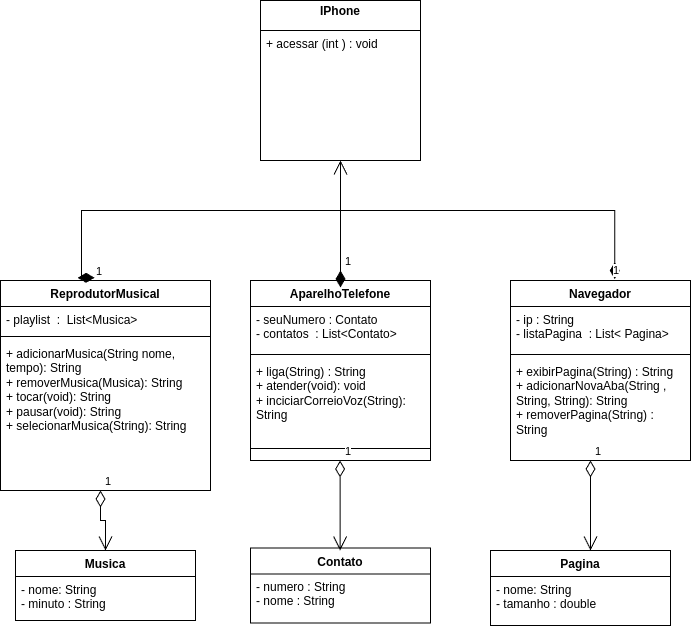 IPhone
+ acessar (int ) : void
1
1
1
ReprodutorMusical
- playlist  :  List<Musica>
+ adicionarMusica(String nome,
tempo): String
+ removerMusica(Musica): String
+ tocar(void): String
+ pausar(void): String
+ selecionarMusica(String): String
AparelhoTelefone
- seuNumero : Contato
- contatos  : List<Contato>
+ liga(String) : String
+ atender(void): void
+ inciciarCorreioVoz(String):
String
Navegador
- ip : String
- listaPagina  : List< Pagina>
+ exibirPagina(String) : String
+ adicionarNovaAba(String ,
String, String): String
+ removerPagina(String) :
String
1
1
1
Musica
- nome: String
- minuto : String
Contato
- numero : String
- nome : String
Pagina
- nome: String
- tamanho : double